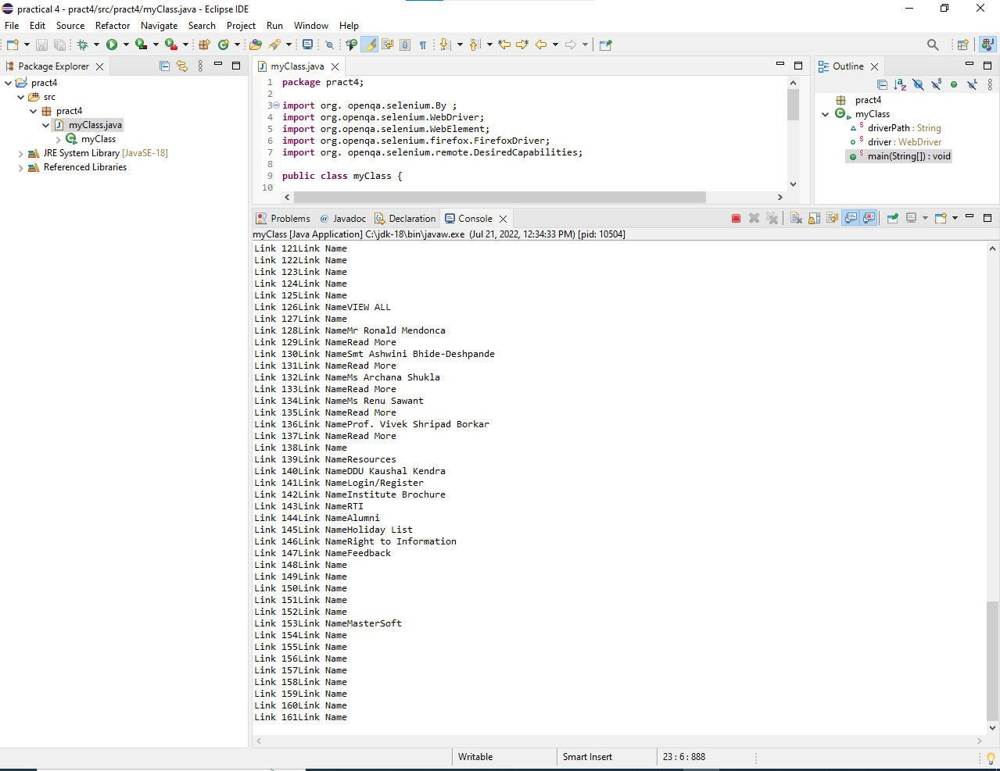 practical 4 - pract4/src/pract4/myClass.java - Eclipse IDE
File Edit Source Refactor Navigate Search Project Run Window Help
Package Explorer
pract4
src
pract4
myClass.java
myClass
JRE System Library [JavaSE-18]
Referenced Libraries
myClass.java
1 package pract4;
2
3 import org. openqa.selenium.By ;
4 import org.openqa.selenium.WebDriver;
5 import org.openqa.selenium.WebElement;
6 import org.openqa.selenium.firefox.FirefoxDriver;
7 import org. openqa.selenium.remote.DesiredCapabilities;
8
9 public class myClass {
10
Outline
pract4
myClass
driverPath : String
driver : WebDriver
main(String[]) : void
Problems @ Javadoc Declaration Console
myClass [Java Application] C:\jdk-18\bin\javaw.exe (Jul 21, 2022, 12:34:33 PM) [pid: 10504]
Link 121Link Name
Link 122Link Name
Link 123Link Name
Link 124Link Name
Link 125Link Name
Link 126Link NameVIEW ALL
Link 127Link Name
Link 128Link NameMr Ronald Mendonca
Link 129Link NameRead More
Link 130Link NameSmt Ashwini Bhide-Deshpande
Link 131Link NameRead More
Link 132Link NameMs Archana Shukla
Link 133Link NameRead More
Link 134Link NameMs Renu Sawant
Link 135Link NameRead More
Link 136Link NameProf. Vivek Shripad Borkar
Link 137Link NameRead More
Link 138Link Name
Link 139Link NameResources
Link 140Link NameDDU Kaushal Kendra
Link 141Link NameLogin/Register
Link 142Link NameInstitute Brochure
Link 143Link NameRTI
Link 144Link NameAlumni
Link 145Link NameHoliday List
Link 146Link NameRight to Information
Link 147Link NameFeedback
Link 148Link Name
Link 149Link Name
Link 150Link Name
Link 151Link Name
Link 152Link Name
Link 153Link NameMasterSoft
Link 154Link Name
Link 155Link Name
Link 156Link Name
Link 157Link Name
Link 158Link Name
Link 159Link Name
Link 160Link Name
Link 161Link Name
Writable Smart Insert 23 : 6 : 888